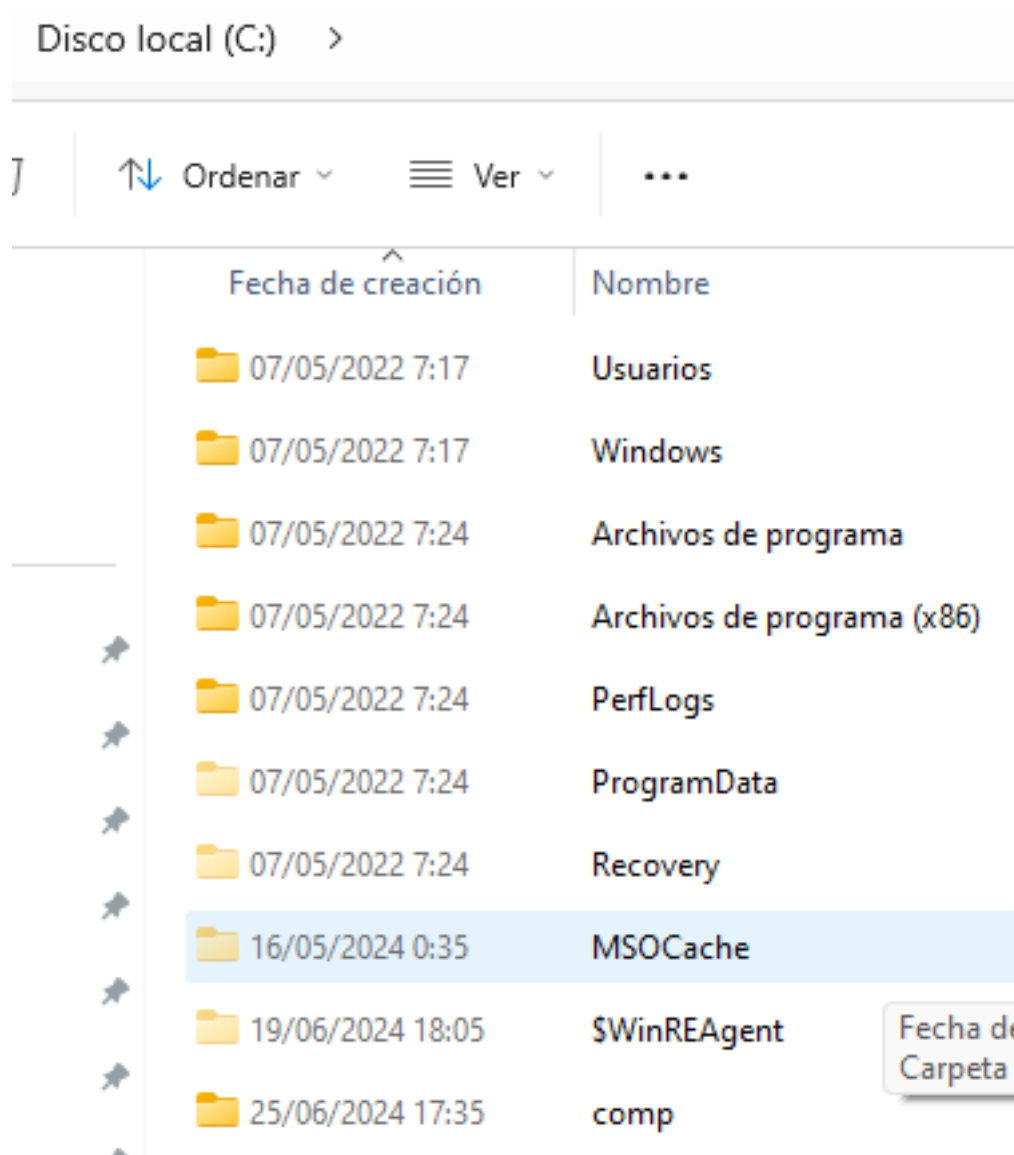 Disco local (C:) >
Ordenar Ver ...
Fecha de creación Nombre
07/05/2022 7:17 Usuarios
07/05/2022 7:17 Windows
07/05/2022 7:24 Archivos de programa
07/05/2022 7:24 Archivos de programa (x86)
07/05/2022 7:24 PerfLogs
07/05/2022 7:24 ProgramData
07/05/2022 7:24 Recovery
16/05/2024 0:35 MSOCache
19/06/2024 18:05 $WinREAgent
Fecha de
Carpeta
25/06/2024 17:35 comp